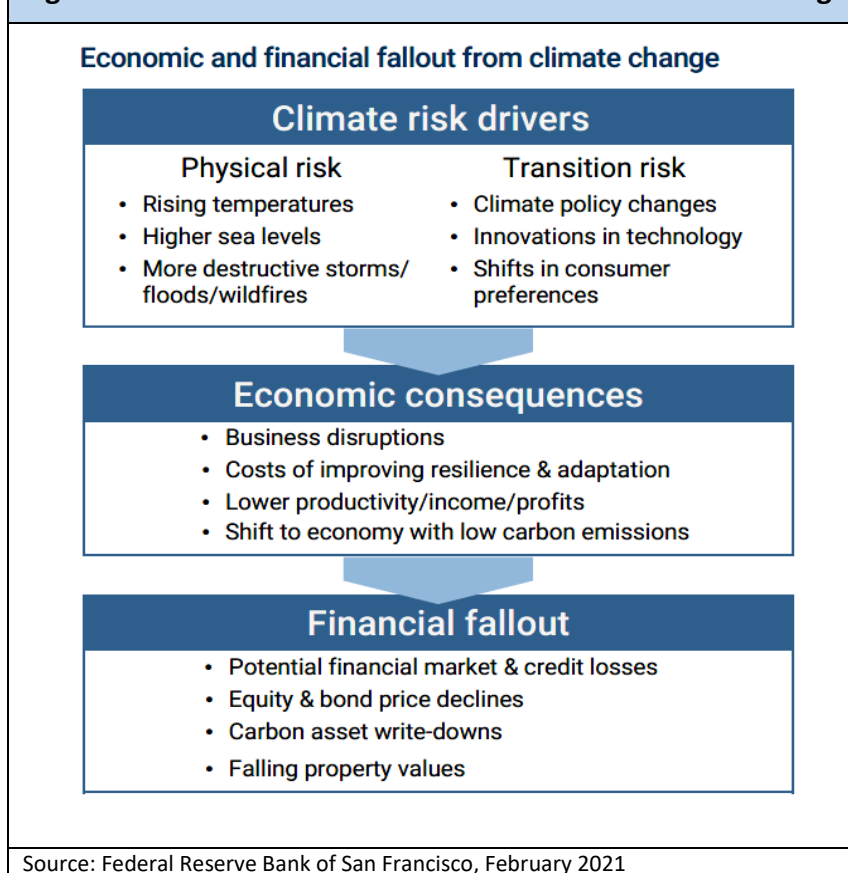 Economic and financial fallout from climate change
Climate risk drivers
Physical risk
• Rising temperatures
• Higher sea levels
• More destructive storms/
floods/wildfires
Transition risk
• Climate policy changes
• Innovations in technology
• Shifts in consumer
preferences
Economic consequences
• Business disruptions
• Costs of improving resilience & adaptation
• Lower productivity/income/profits
• Shift to economy with low carbon emissions
Financial fallout
• Potential financial market & credit losses
• Equity & bond price declines
• Carbon asset write-downs
• Falling property values
Source: Federal Reserve Bank of San Francisco, February 2021